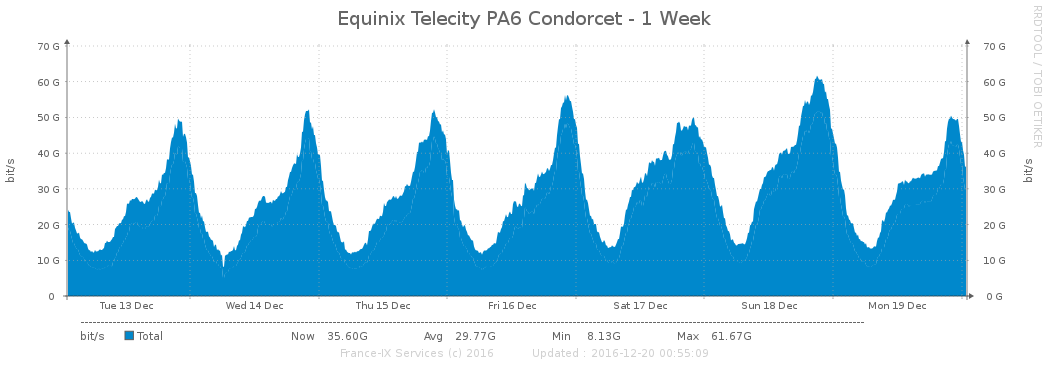 Equinix Telecity PA6 Condorcet - 1 Week
RRDTOOL / TOBI OETIKER
70 G 70 G
60 G 60 G
50 G 50 G
40 G 40 G
30 G 30 G
20 G 20 G
10 G 10 G
0 0 G
bit/s bit/s
Tue 13 Dec Wed 14 Dec Thu 15 Dec Fri 16 Dec Sat 17 Dec Sun 18 Dec Mon 19 Dec
bit/s Total Now 35.60G Avg 29.77G Min 8.13G Max 61.67G
France-IX Services (c) 2016 Updated : 2016-12-20 00:55:09